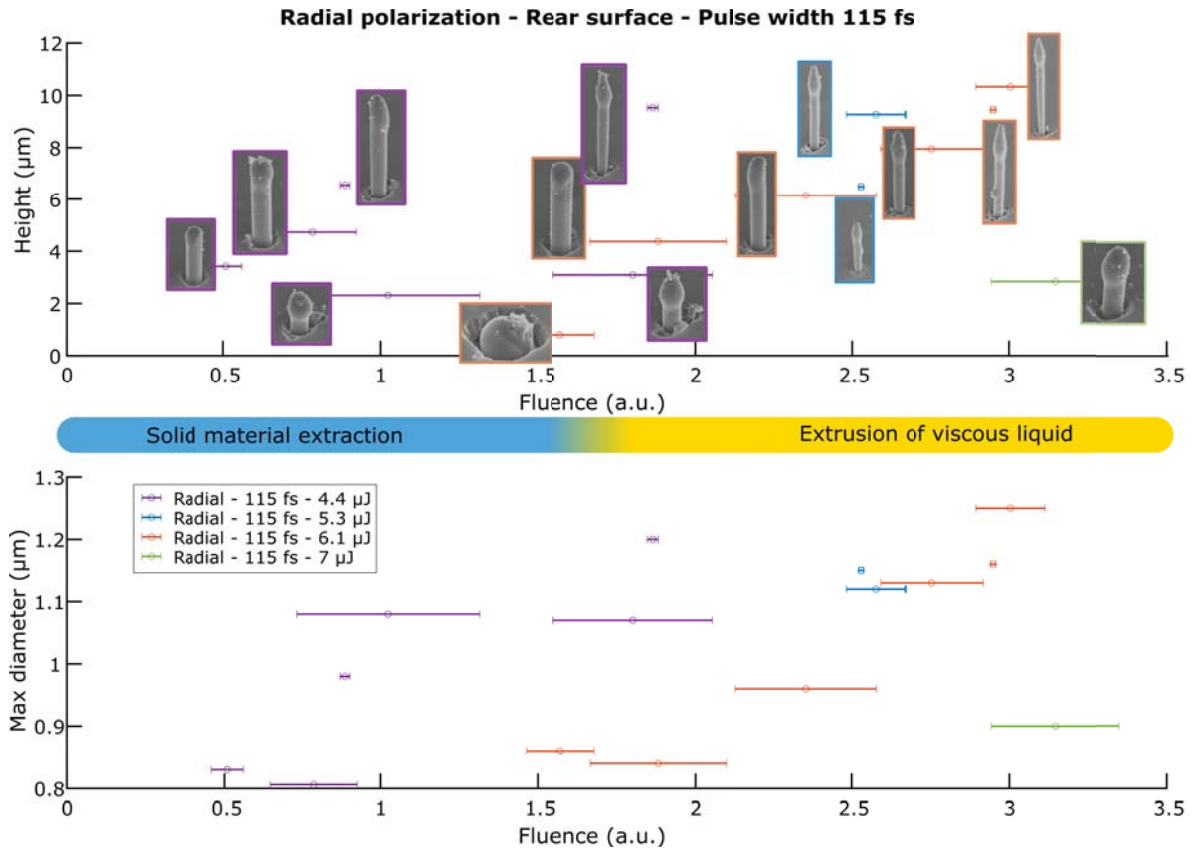 Radial polarization - Rear surface - Pulse width 115 fs
Height (µm)
12
10
8
6
4
2
0
0 0.5 1 1.5 2 2.5 3 3.5
Fluence (a.u.)
Solid material extraction Extrusion of viscous liquid
Max diameter (µm)
1.3
1.2
1.1
1
0.9
0.8
Radial - 115 fs - 4.4 µJ
Radial - 115 fs - 5.3 µJ
Radial - 115 fs - 6.1 µJ
Radial - 115 fs - 7 µJ
0 0.5 1 1.5 2 2.5 3 3.5
Fluence (a.u.)